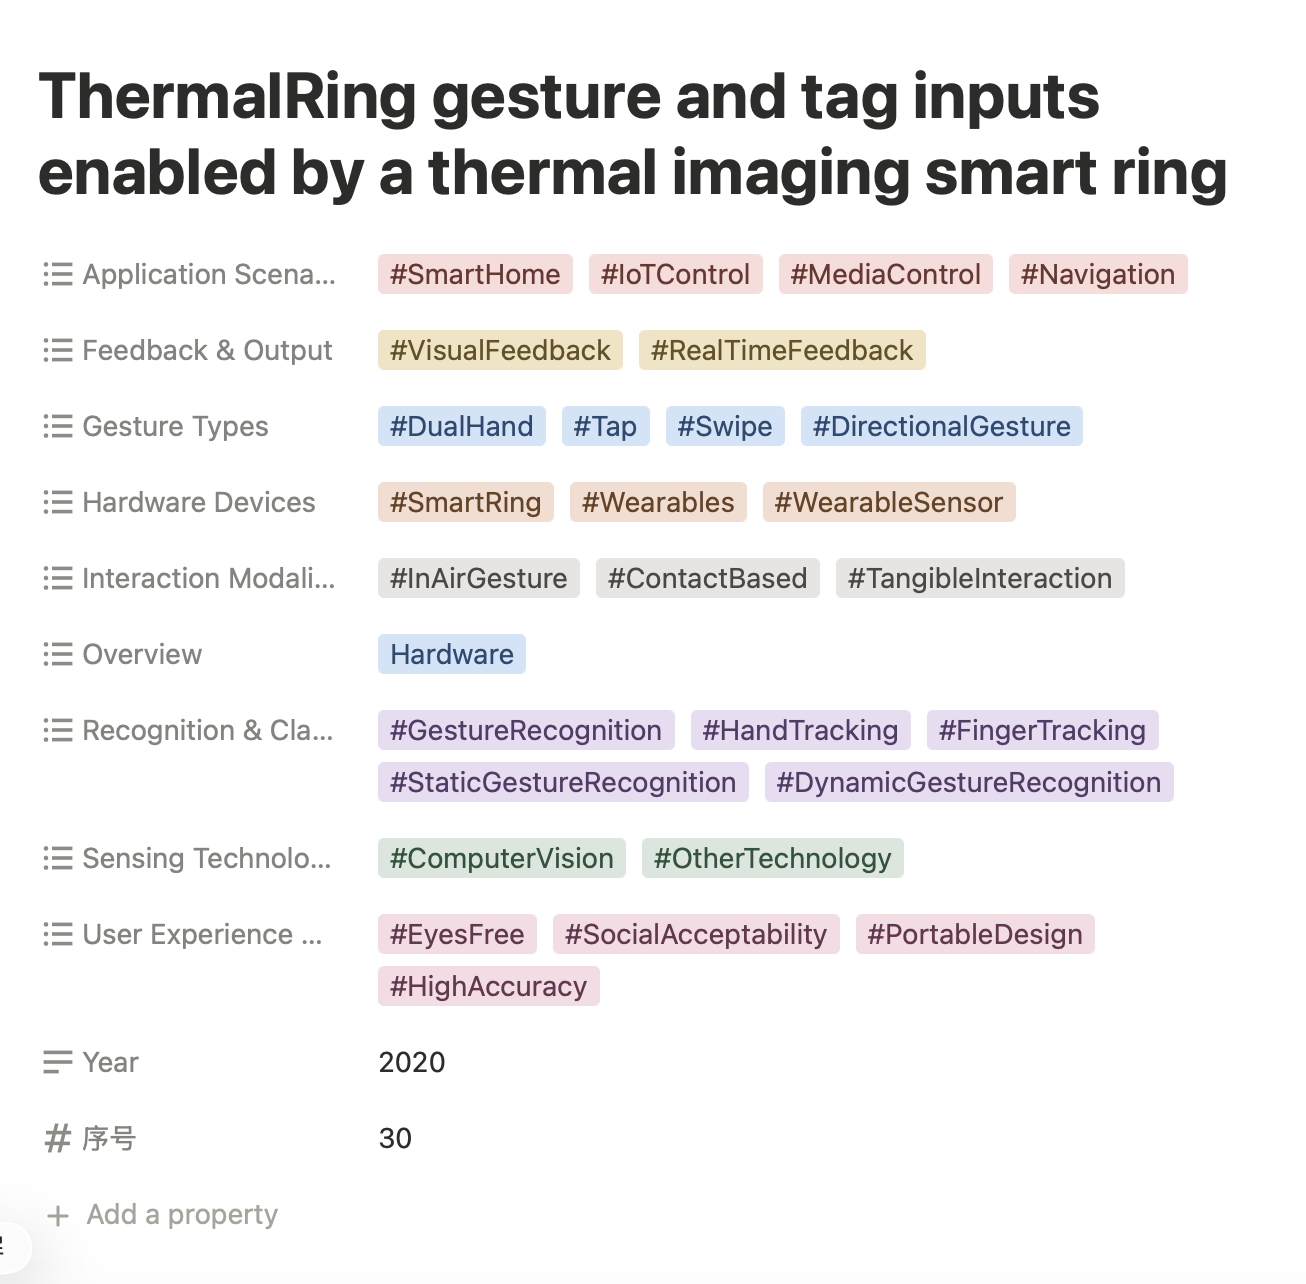 ThermalRing gesture and tag inputs
enabled by a thermal imaging smart ring
Application Scena... #SmartHome #IoTControl #MediaControl #Navigation
Feedback & Output #VisualFeedback #RealTimeFeedback
Gesture Types #DualHand #Tap #Swipe #DirectionalGesture
Hardware Devices #SmartRing #Wearables #WearableSensor
Interaction Modali... #InAirGesture #ContactBased #TangibleInteraction
Overview Hardware
Recognition & Cla... #GestureRecognition #HandTracking #FingerTracking
#StaticGestureRecognition #DynamicGestureRecognition
Sensing Technolo... #ComputerVision #OtherTechnology
User Experience ... #EyesFree #SocialAcceptability #PortableDesign
#HighAccuracy
Year 2020
# 序号 30
+ Add a property